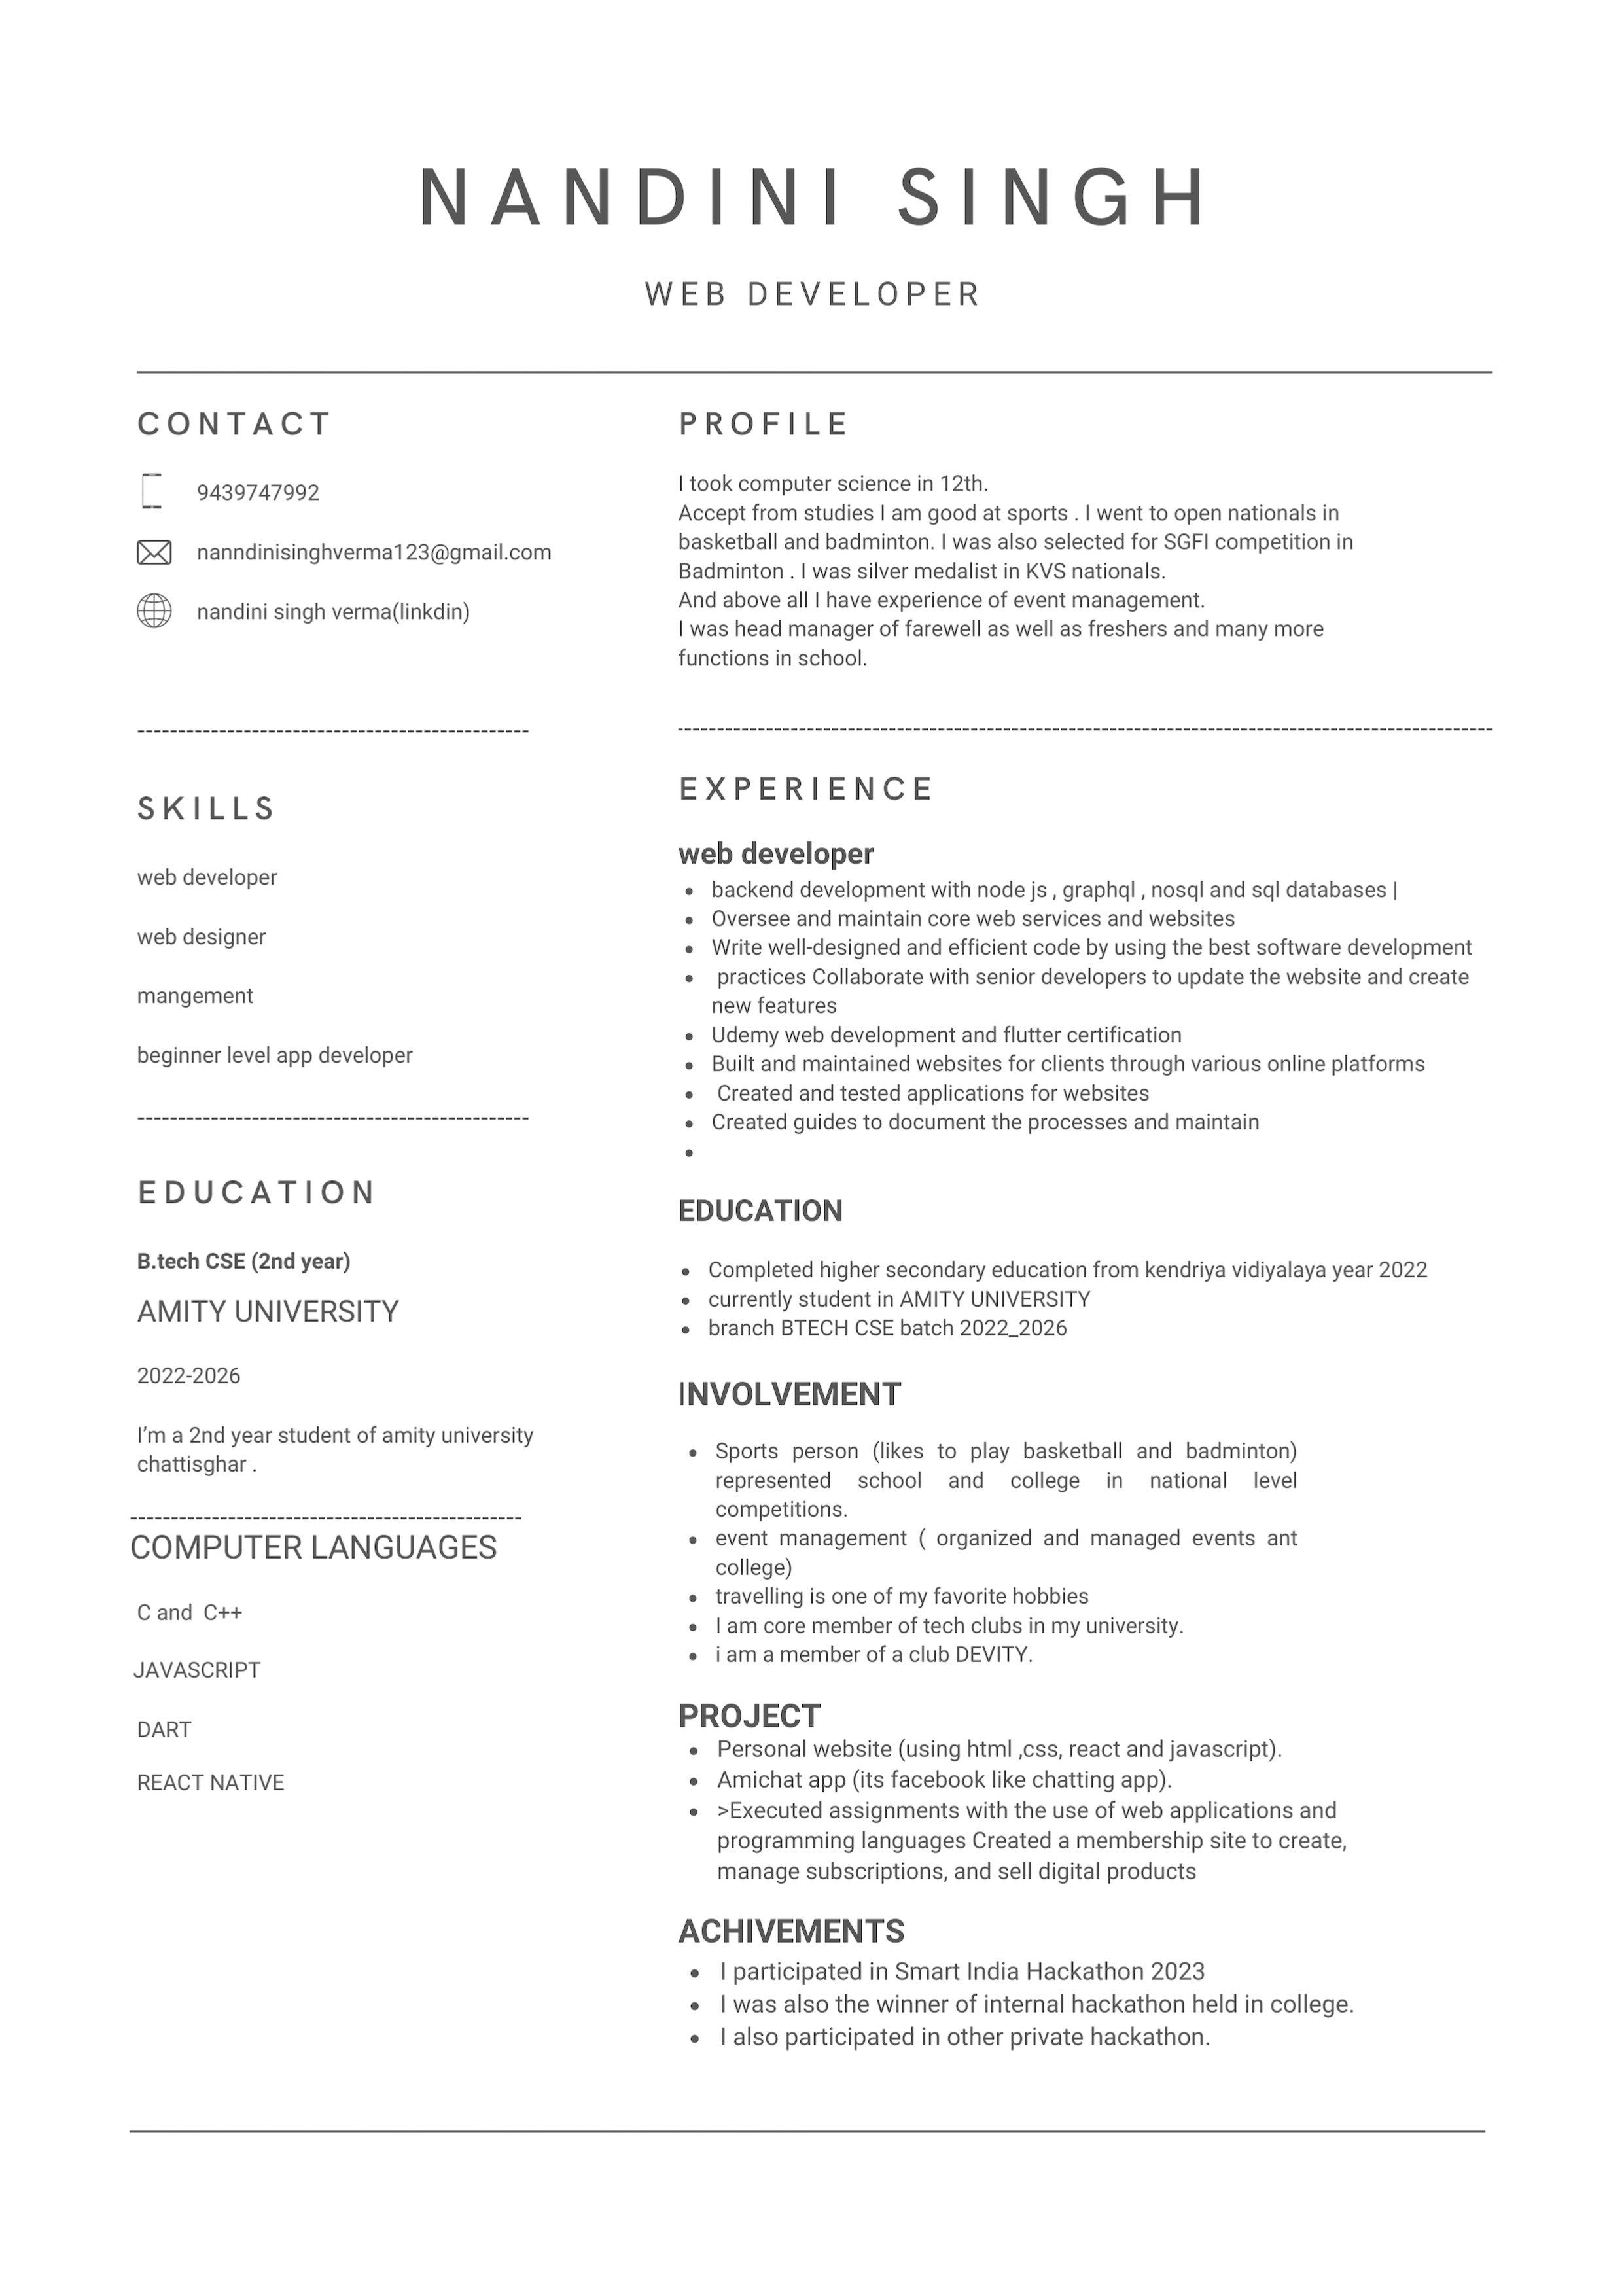 NANDINI SINGH
WEB DEVELOPER
CONTACT
9439747992
nanndinisinghverma123@gmail.com
nandini singh verma(linkdin)
-------------------------------------------------
SKILLS
web developer
web designer
mangement
beginner level app developer
-------------------------------------------------
EDUCATION
B.tech CSE (2nd year)
AMITY UNIVERSITY
2022-2026
I’m a 2nd year student of amity university
chattisghar .
-------------------------------------------------
COMPUTER LANGUAGES
C and  C++
JAVASCRIPT
DART
REACT NATIVE
PROFILE
I took computer science in 12th.
Accept from studies I am good at sports . I went to open nationals in
basketball and badminton. I was also selected for SGFI competition in
Badminton . I was silver medalist in KVS nationals.
And above all I have experience of event management.
I was head manager of farewell as well as freshers and many more
functions in school.
------------------------------------------------------------------------------------------------------
EXPERIENCE
web developer
• backend development with node js , graphql , nosql and sql databases |
• Oversee and maintain core web services and websites
• Write well-designed and efficient code by using the best software development
• practices Collaborate with senior developers to update the website and create
new features
• Udemy web development and flutter certification
• Built and maintained websites for clients through various online platforms
• Created and tested applications for websites
• Created guides to document the processes and maintain
•
EDUCATION
• Completed higher secondary education from kendriya vidiyalaya year 2022
• currently student in AMITY UNIVERSITY
• branch BTECH CSE batch 2022_2026
INVOLVEMENT
• Sports person (likes to play basketball and badminton)
represented school and college in national level
competitions.
• event management ( organized and managed events ant
college)
• travelling is one of my favorite hobbies
• I am core member of tech clubs in my university.
• i am a member of a club DEVITY.
PROJECT
• Personal website (using html ,css, react and javascript).
• Amichat app (its facebook like chatting app).
• >Executed assignments with the use of web applications and
programming languages Created a membership site to create,
manage subscriptions, and sell digital products
ACHIVEMENTS
• I participated in Smart India Hackathon 2023
• I was also the winner of internal hackathon held in college.
• I also participated in other private hackathon.